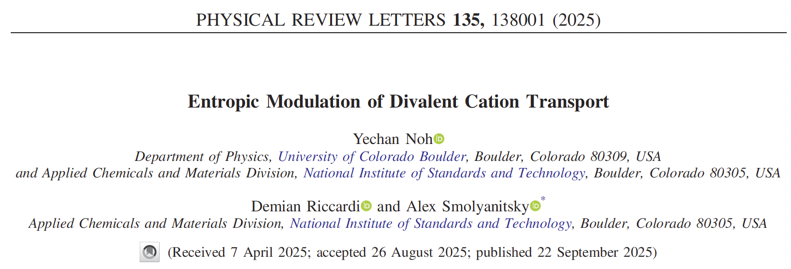 PHYSICAL REVIEW LETTERS 135, 138001 (2025)
Entropic Modulation of Divalent Cation Transport
Yechan Noh
Department of Physics, University of Colorado Boulder, Boulder, Colorado 80309, USA
and Applied Chemicals and Materials Division, National Institute of Standards and Technology, Boulder, Colorado 80305, USA
Demian Riccardi and Alex Smolyanitsky*
Applied Chemicals and Materials Division, National Institute of Standards and Technology, Boulder, Colorado 80305, USA
(Received 7 April 2025; accepted 26 August 2025; published 22 September 2025)